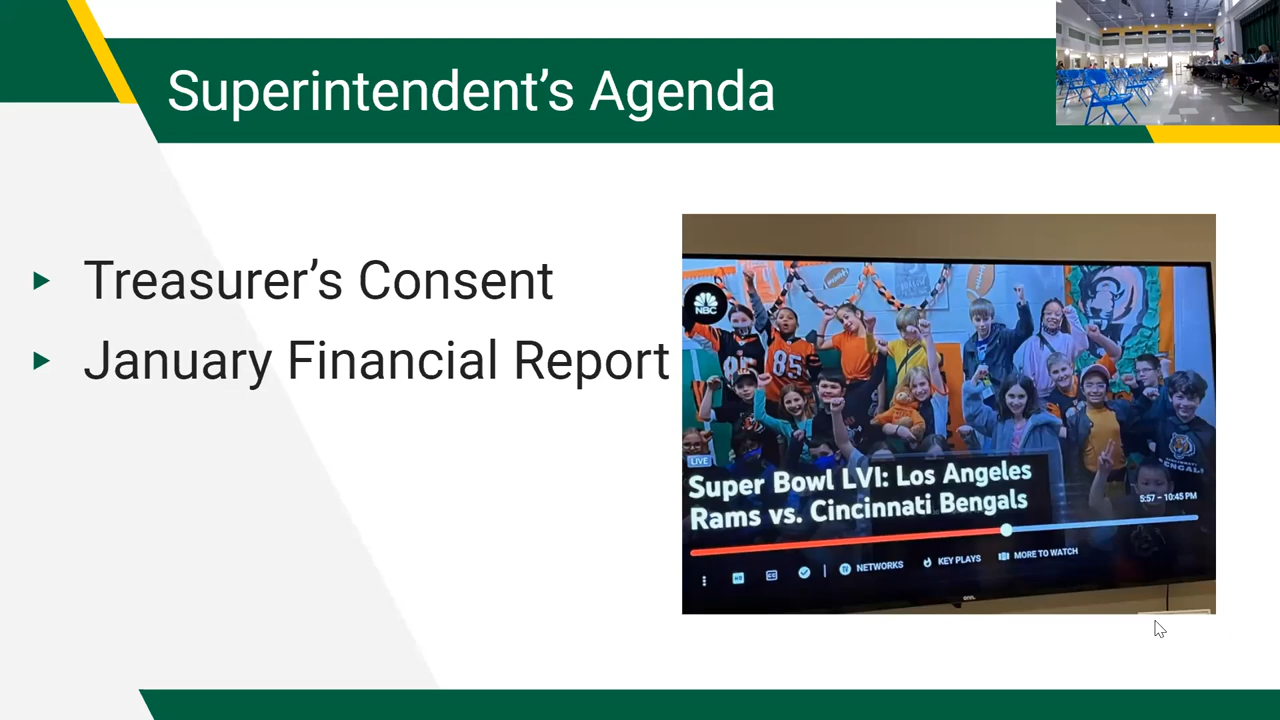 Superintendent's Agenda
Treasurer's Consent
January Financial Report
NBC
85
LIVE
Super Bowl LVI: Los Angeles
Rams vs. Cincinnati Bengals
5:57 – 10:45 PM
NETWORKS
KEY PLAYS
MORE TO WATCH